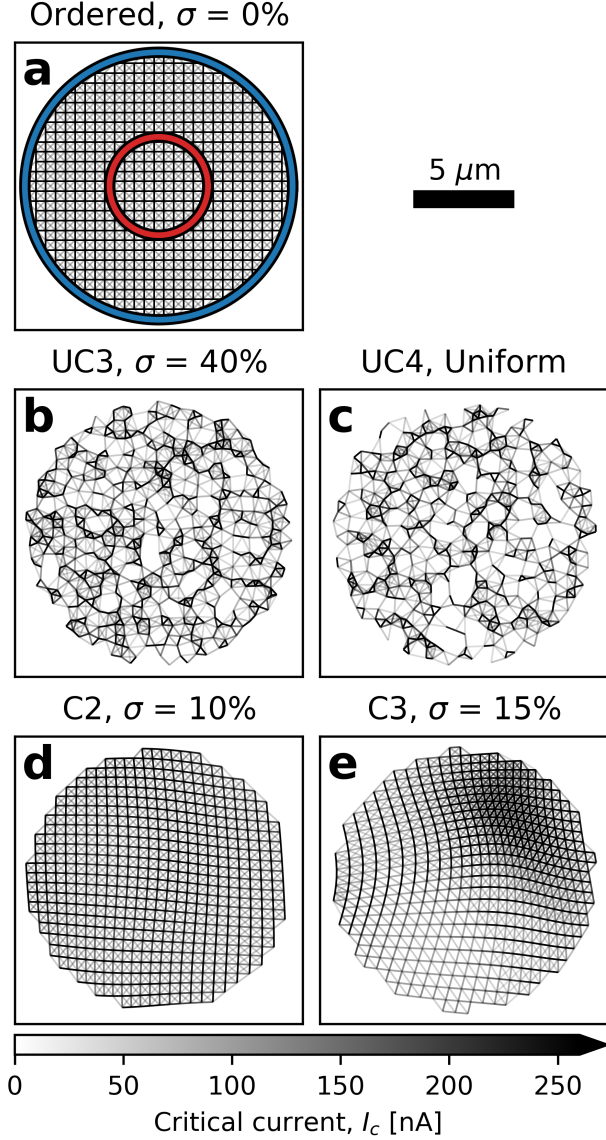 Ordered, σ = 0%
a
5 μm
UC3, σ = 40%
UC4, Uniform
b
c
C2, σ = 10%
C3, σ = 15%
d
e
0 50 100 150 200 250
Critical current, I_c [nA]